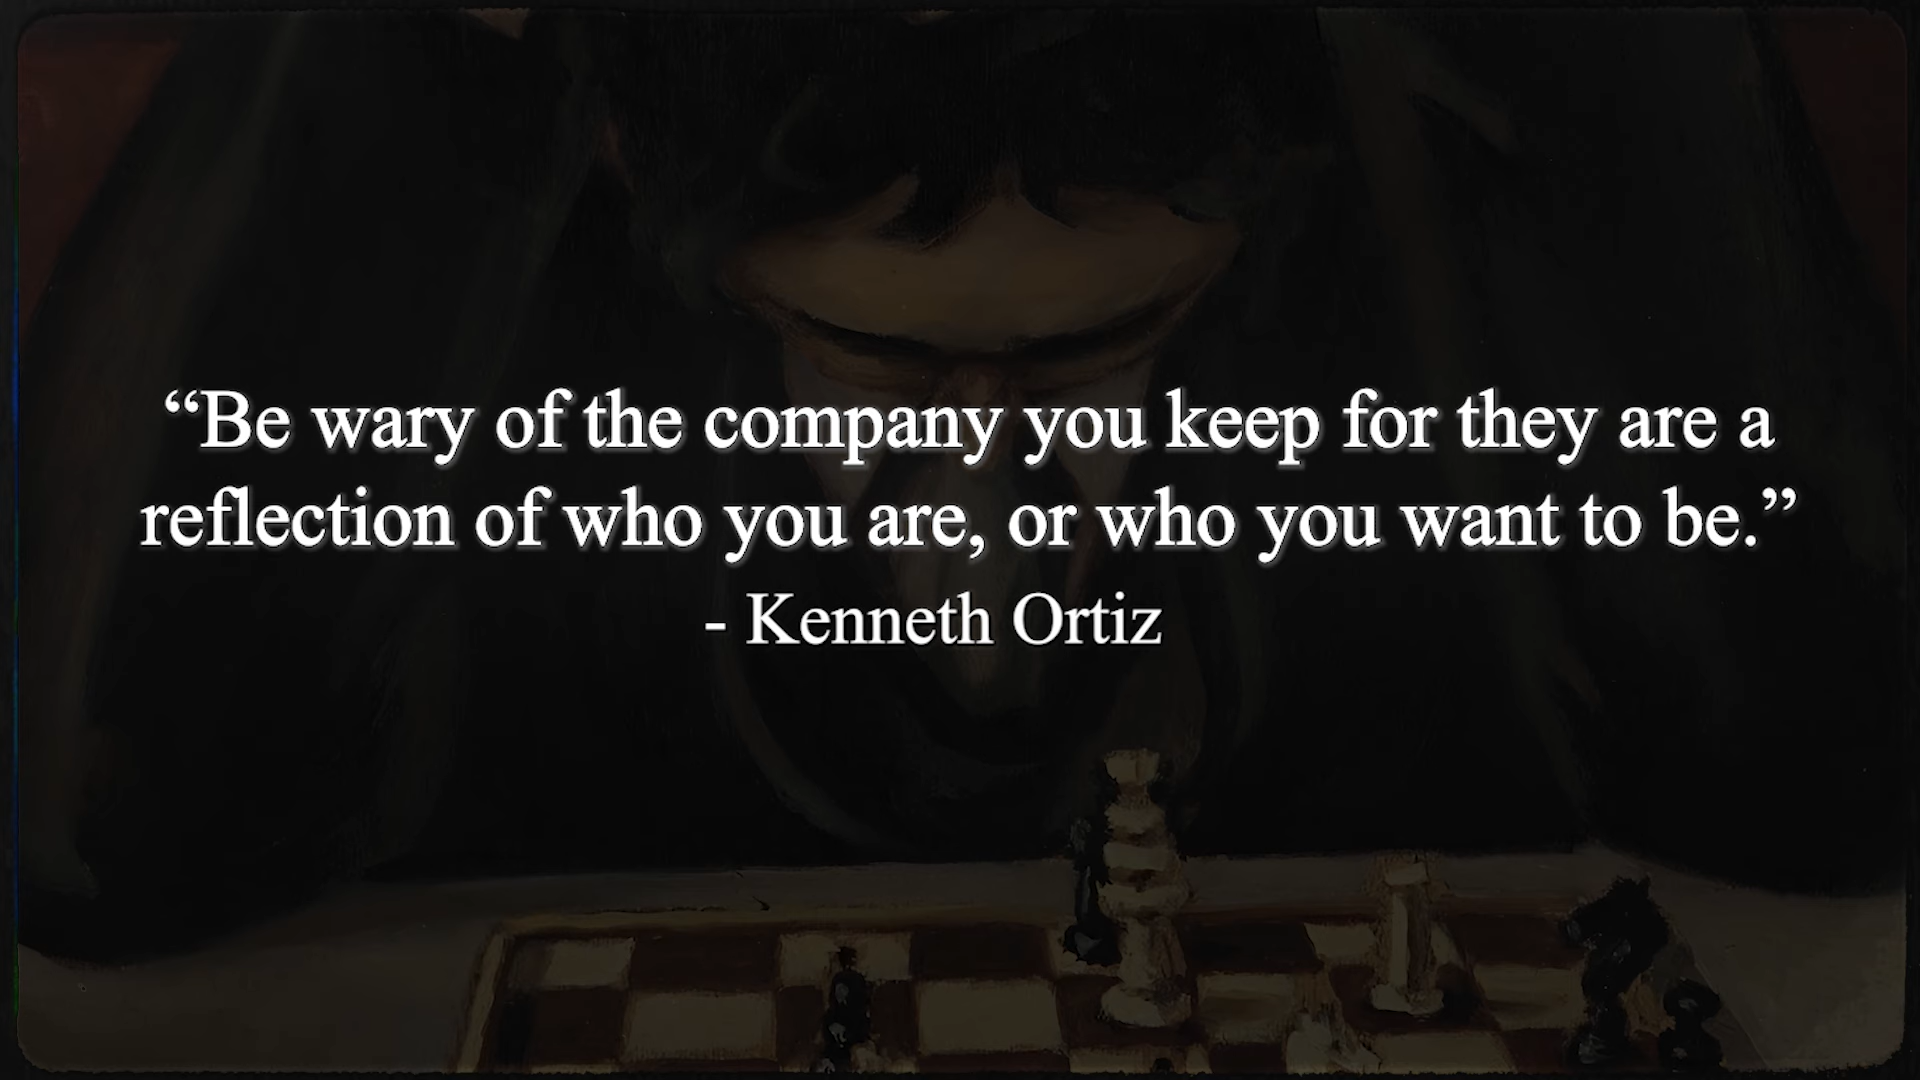 “Be wary of the company you keep for they are a
reflection of who you are, or who you want to be.”
- Kenneth Ortiz